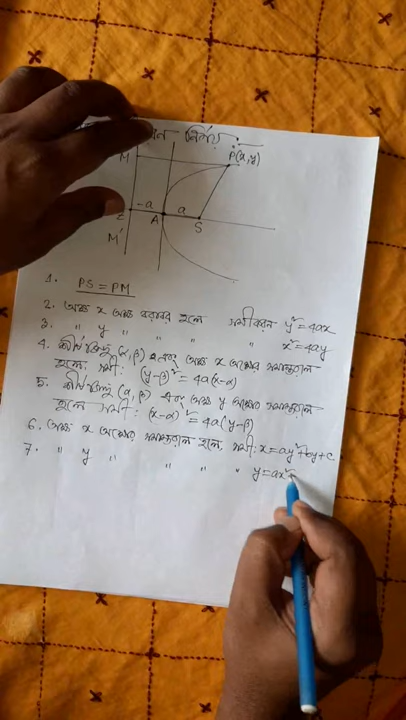 নির্ণয় :
M P(x,y)
-a a
Z A S
M'
1. PS = PM
2. অক্ষ x অক্ষ বরাবর হলে সমীকরন y² = 4ax
3. " y " " " " x² = 4ay
4. শীর্ষবিন্দু (α, β) এবং অক্ষ x অক্ষের সমান্তরাল
হলে, সমী: (y-β)² = 4a(x-α)
5. শীর্ষবিন্দু (α, β) এবং অক্ষ y অক্ষের সমান্তরাল
হলে সমী: (x-α)² = 4a(y-β)
6. অক্ষ x অক্ষের সমান্তরাল হলে, সমী: x = ay²+by+c
7. " y " " " " y = ax²+